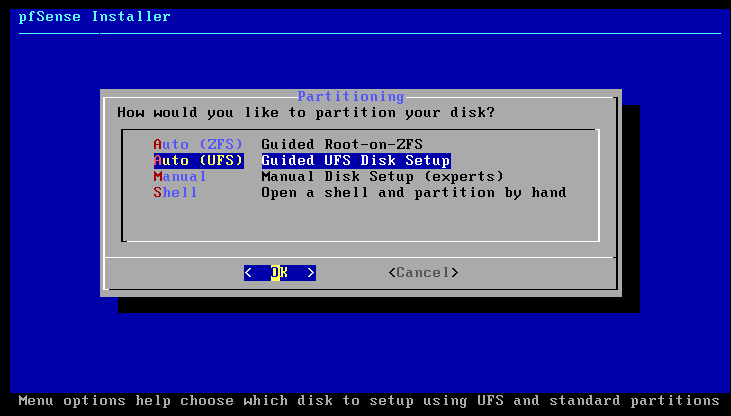 pfSense Installer
Partitioning
How would you like to partition your disk?
Auto (ZFS) Guided Root-on-ZFS
Auto (UFS) Guided UFS Disk Setup
Manual Manual Disk Setup (experts)
Shell Open a shell and partition by hand
< OK > <Cancel>
Menu options help choose which disk to setup using UFS and standard partitions